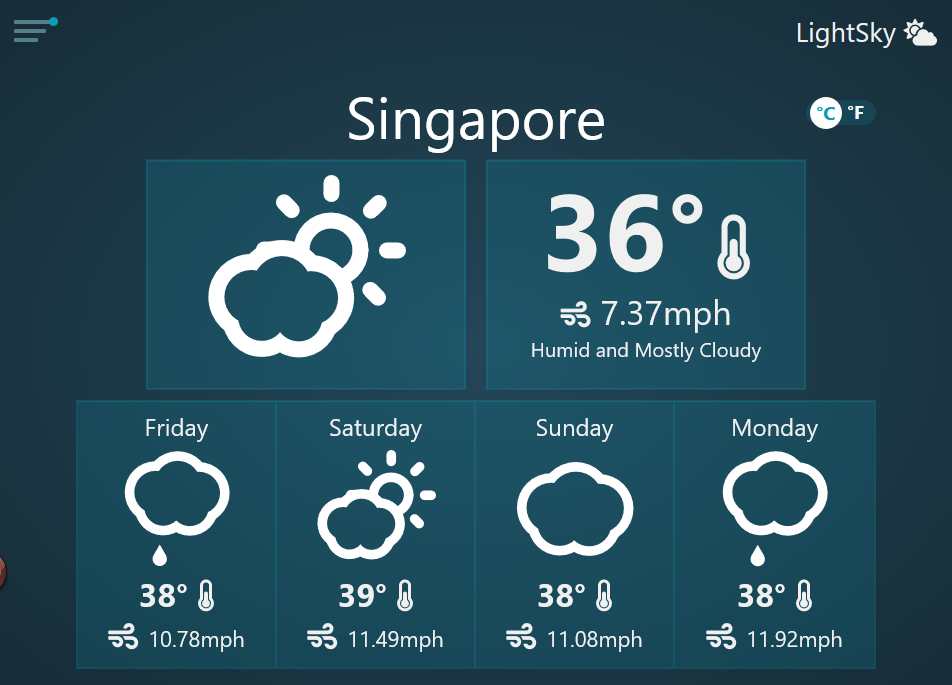 LightSky
Singapore
°C °F
36°
7.37mph
Humid and Mostly Cloudy
Friday Saturday Sunday Monday
38° 39° 38° 38°
10.78mph 11.49mph 11.08mph 11.92mph